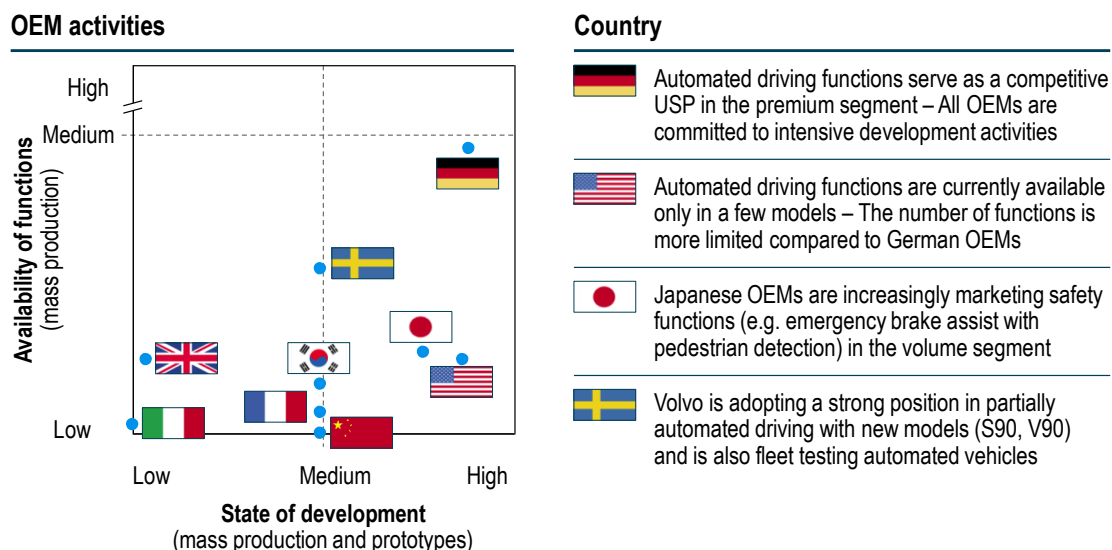 OEM activities
High
Medium
Low
Availability of functions
(mass production)
Low
Medium
High
State of development
(mass production and prototypes)
Country
Automated driving functions serve as a competitive
USP in the premium segment – All OEMs are
committed to intensive development activities
Automated driving functions are currently available
only in a few models – The number of functions is
more limited compared to German OEMs
Japanese OEMs are increasingly marketing safety
functions (e.g. emergency brake assist with
pedestrian detection) in the volume segment
Volvo is adopting a strong position in partially
automated driving with new models (S90, V90)
and is also fleet testing automated vehicles